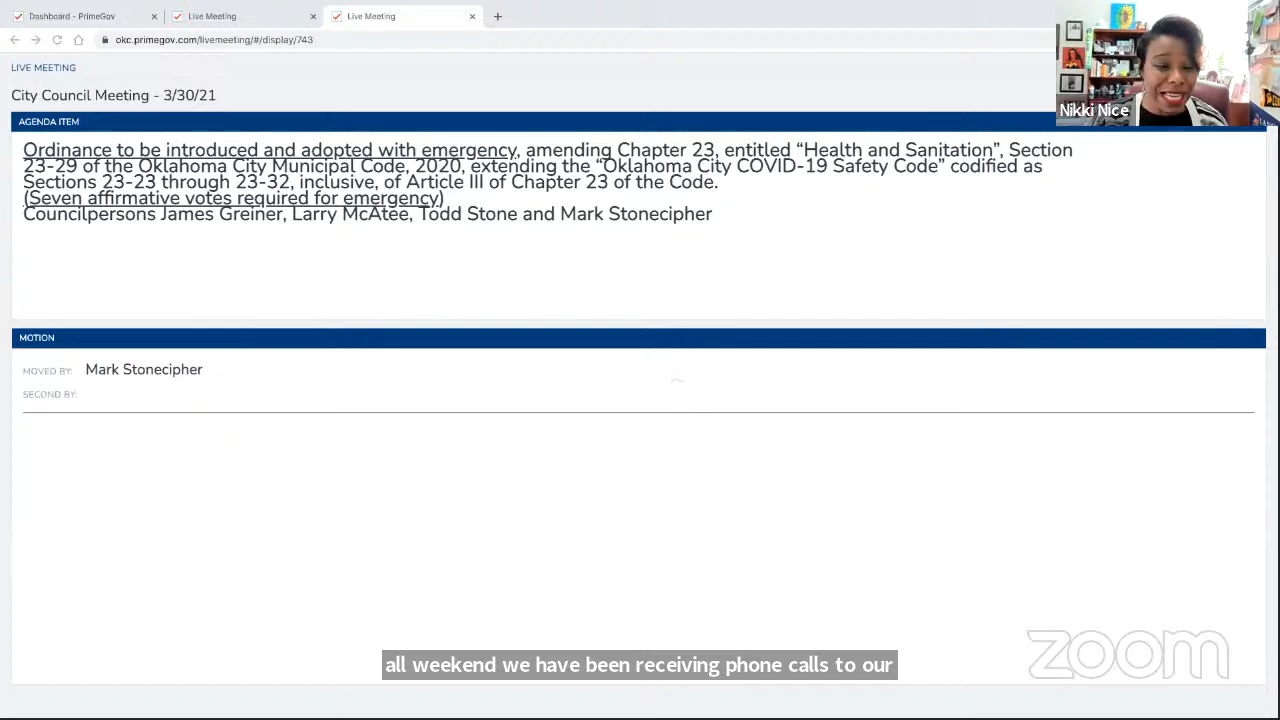 Dashboard - PrimeGov
Live Meeting
Live Meeting
okc.primegov.com/livemeeting/#/display/743
LIVE MEETING
City Council Meeting - 3/30/21
AGENDA ITEM
Nikki Nice
Ordinance to be introduced and adopted with emergency, amending Chapter 23, entitled “Health and Sanitation”, Section
23-29 of the Oklahoma City Municipal Code, 2020, extending the “Oklahoma City COVID-19 Safety Code” codified as
Sections 23-23 through 23-32, inclusive, of Article III of Chapter 23 of the Code.
(Seven affirmative votes required for emergency)
Councilpersons James Greiner, Larry McAtee, Todd Stone and Mark Stonecipher
MOTION
MOVED BY: Mark Stonecipher
SECOND BY:
zoom
all weekend we have been receiving phone calls to our